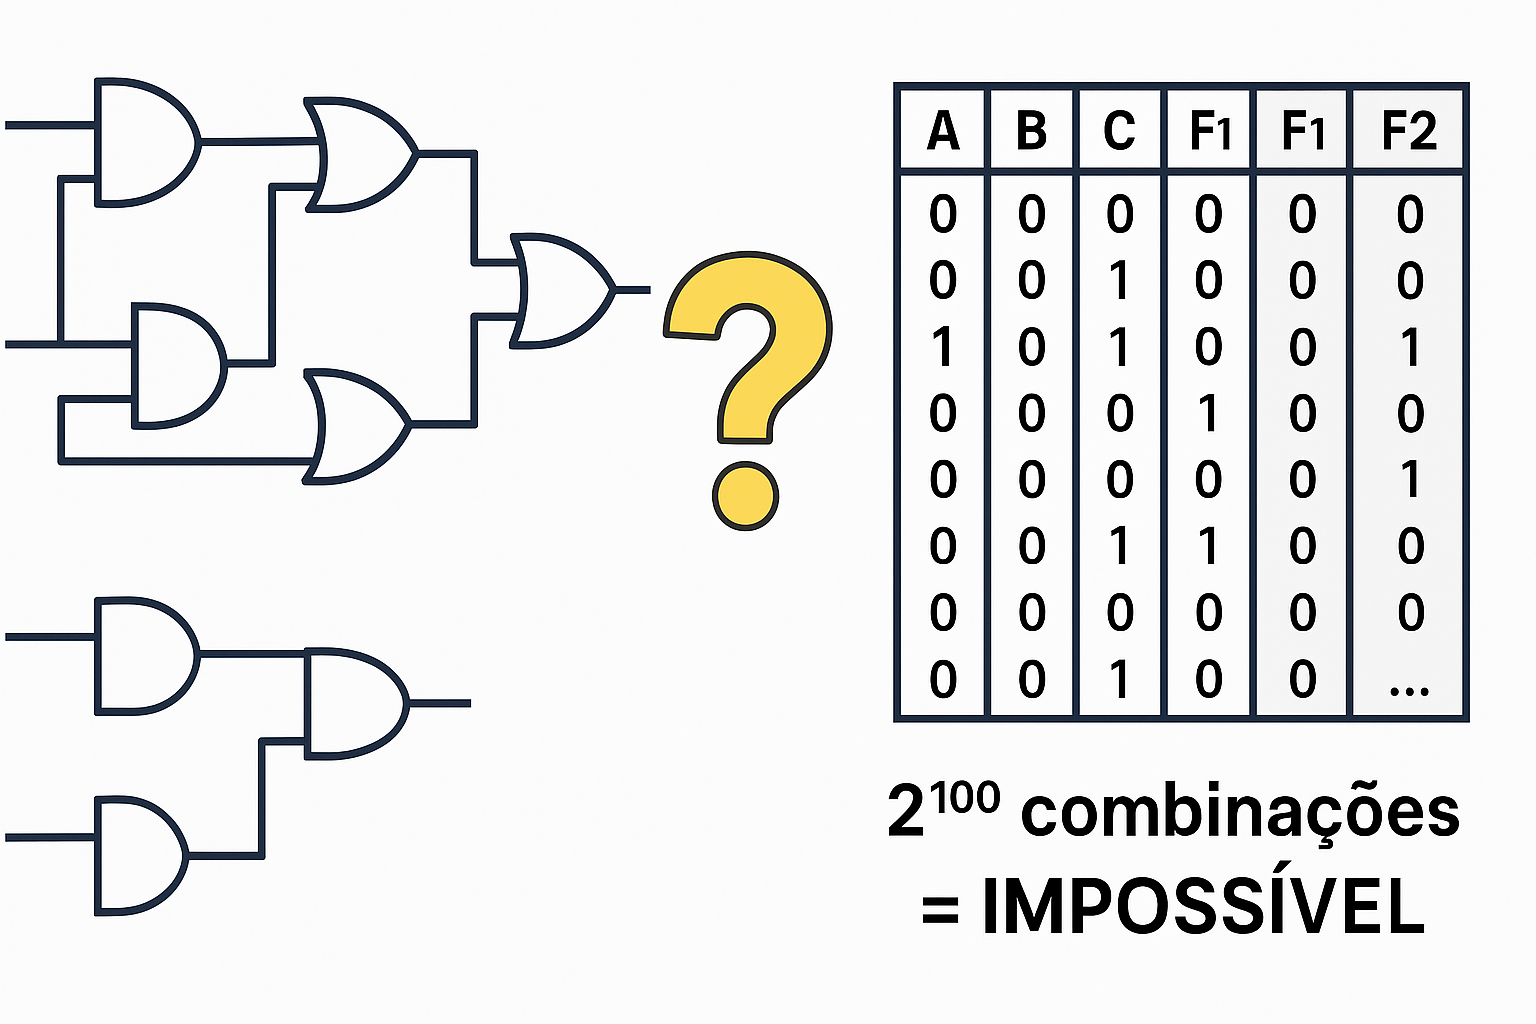 A B C F1 F1 F2
0 0 0 0 0 0
0 0 1 0 0 0
1 0 1 0 0 1
0 0 0 1 0 0
0 0 0 0 0 1
0 0 1 1 0 0
0 0 0 0 0 0
0 0 1 0 0 ...
?
2¹⁰⁰ combinações
= IMPOSSÍVEL